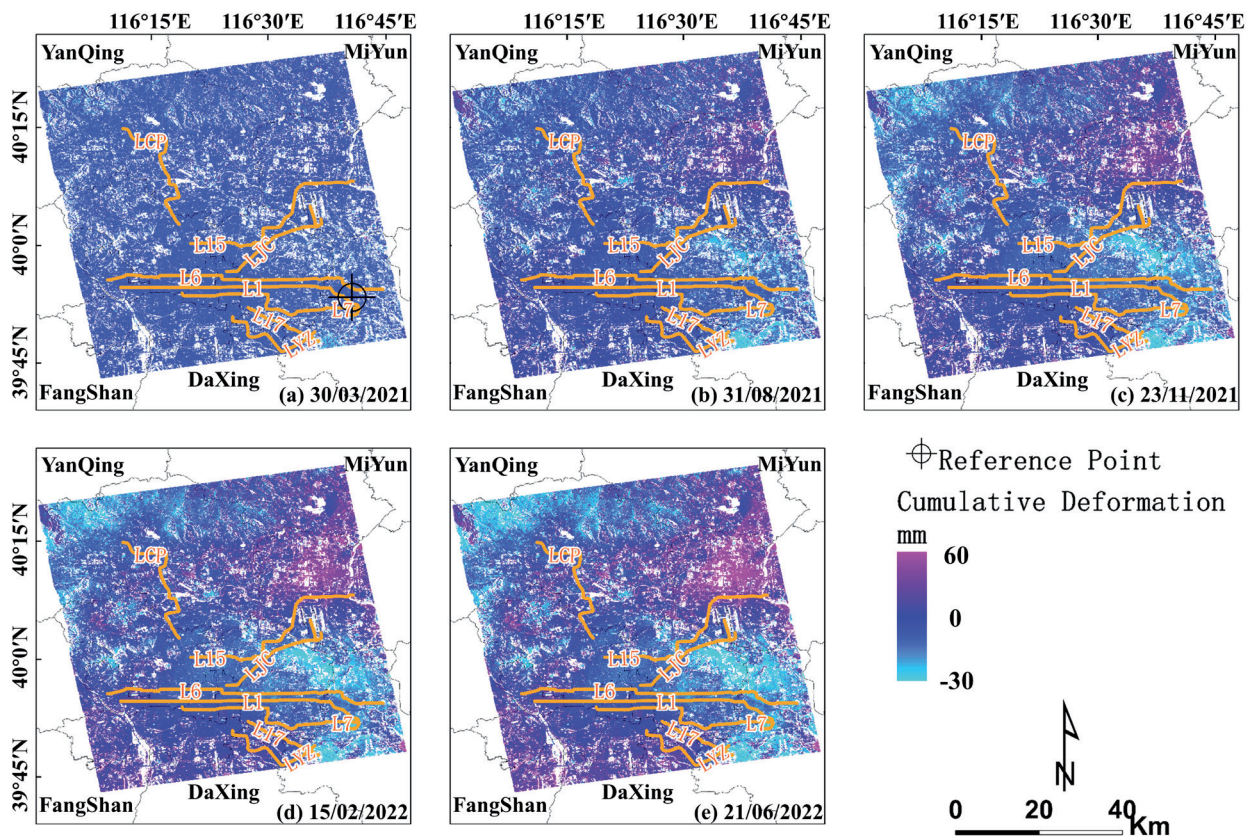 116°15′E 116°30′E 116°45′E
116°15′E 116°30′E 116°45′E
116°15′E 116°30′E 116°45′E
40°15′N
40°0′N
39°45′N
YanQing
MiYun
LCP
L15
LJC
L6
L1
L7
L17
LYZ
FangShan
DaXing
(a) 30/03/2021
YanQing
MiYun
LCP
L15
LJC
L6
L1
L7
L17
LYZ
FangShan
DaXing
(b) 31/08/2021
YanQing
MiYun
LCP
L15
LJC
L6
L1
L7
L17
LYZ
FangShan
DaXing
(c) 23/11/2021
40°15′N
40°0′N
39°45′N
YanQing
MiYun
LCP
L15
LJC
L6
L1
L7
L17
LYZ
FangShan
DaXing
(d) 15/02/2022
YanQing
MiYun
LCP
L15
LJC
L6
L1
L7
L17
LYZ
FangShan
DaXing
(e) 21/06/2022
Reference Point
Cumulative Deformation
mm
60
0
-30
N
0 20 40 Km